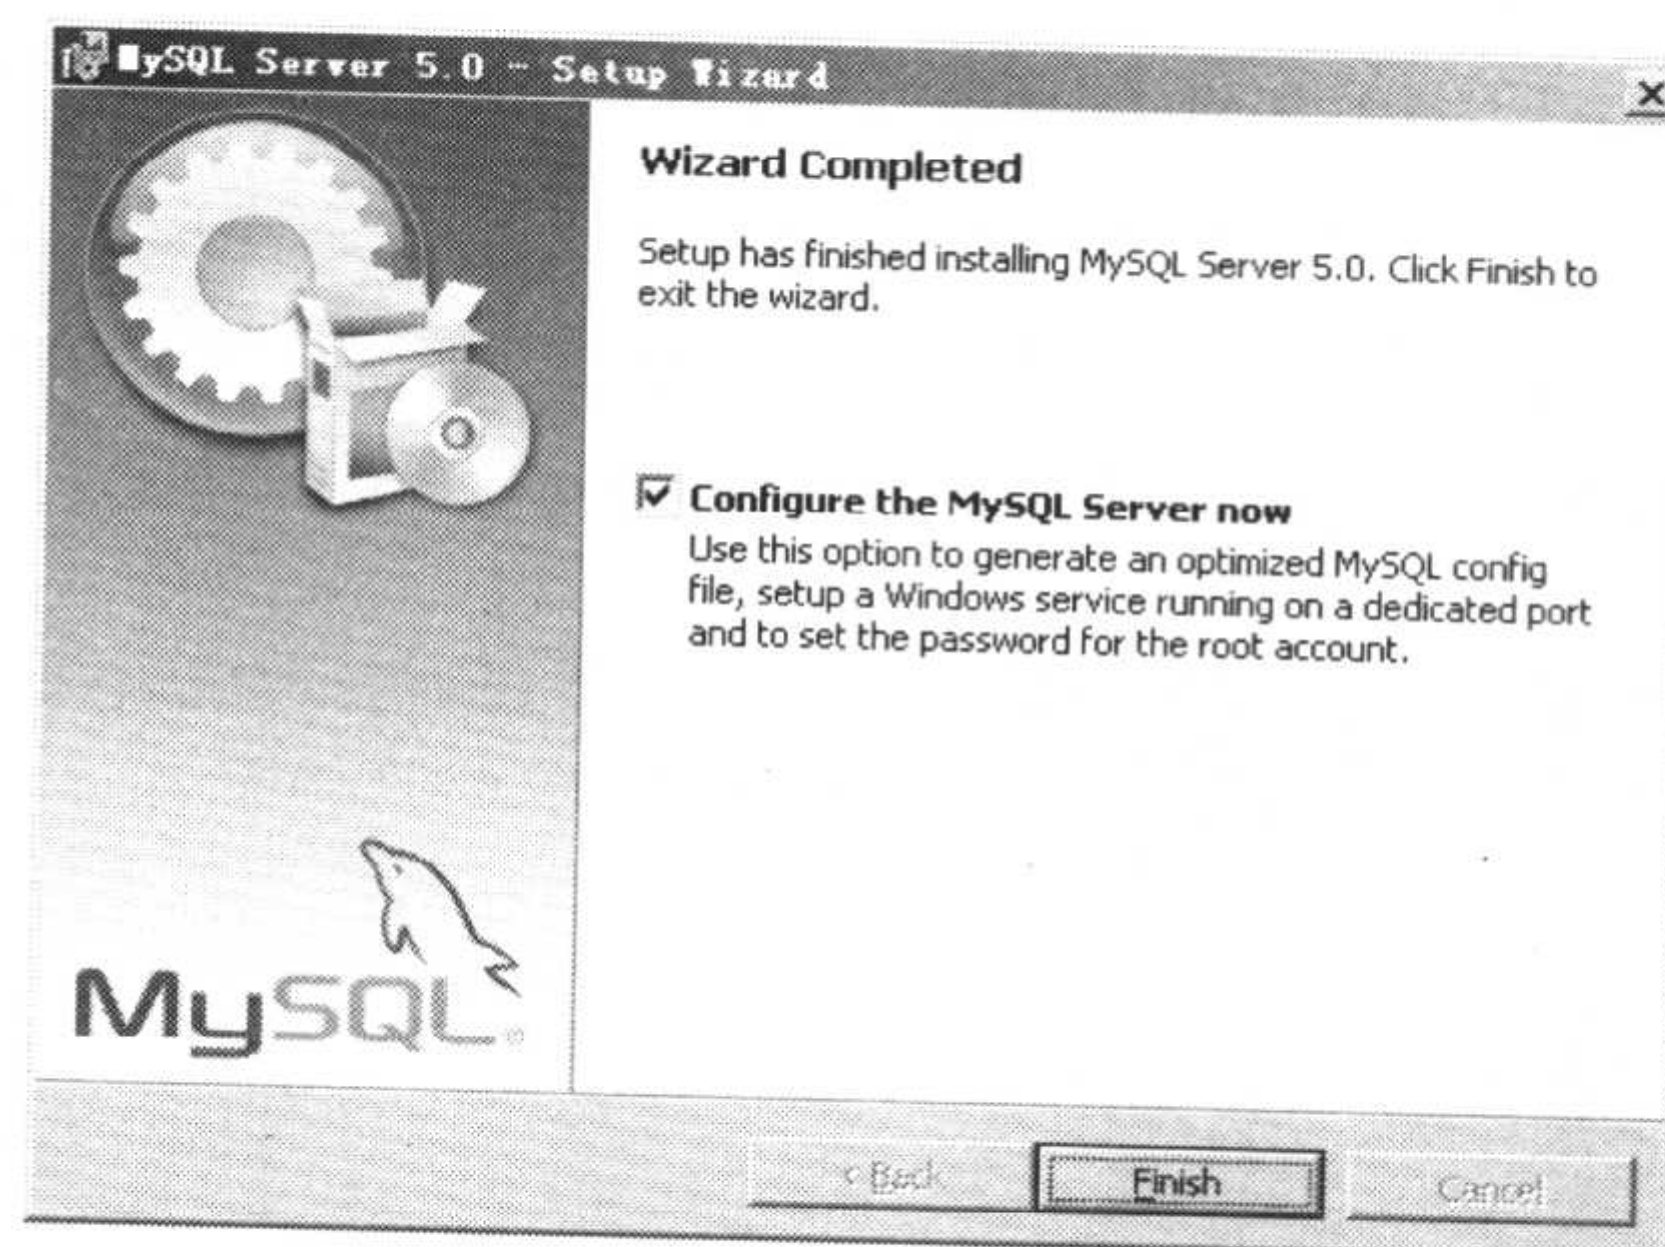 MySQL Server 5.0 - Setup Wizard
Wizard Completed
Setup has finished installing MySQL Server 5.0. Click Finish to
exit the wizard.
Configure the MySQL Server now
Use this option to generate an optimized MySQL config
file, setup a Windows service running on a dedicated port
and to set the password for the root account.
MySQL®
< Back
Finish
Cancel